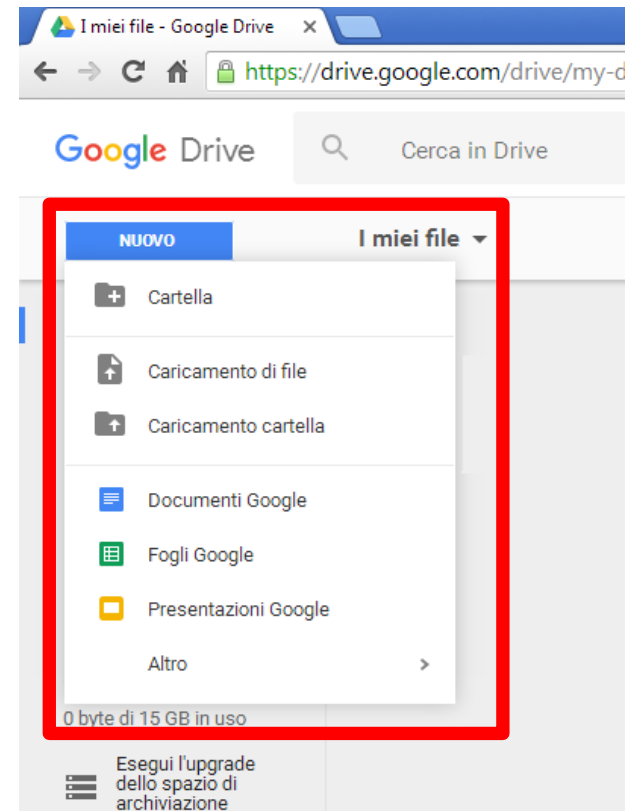 I miei file - Google Drive
https://drive.google.com/drive/my-d
Google Drive
Cerca in Drive
NUOVO
I miei file
Cartella
Caricamento di file
Caricamento cartella
Documenti Google
Fogli Google
Presentazioni Google
Altro
0 byte di 15 GB in uso
Esegui l'upgrade
dello spazio di
archiviazione